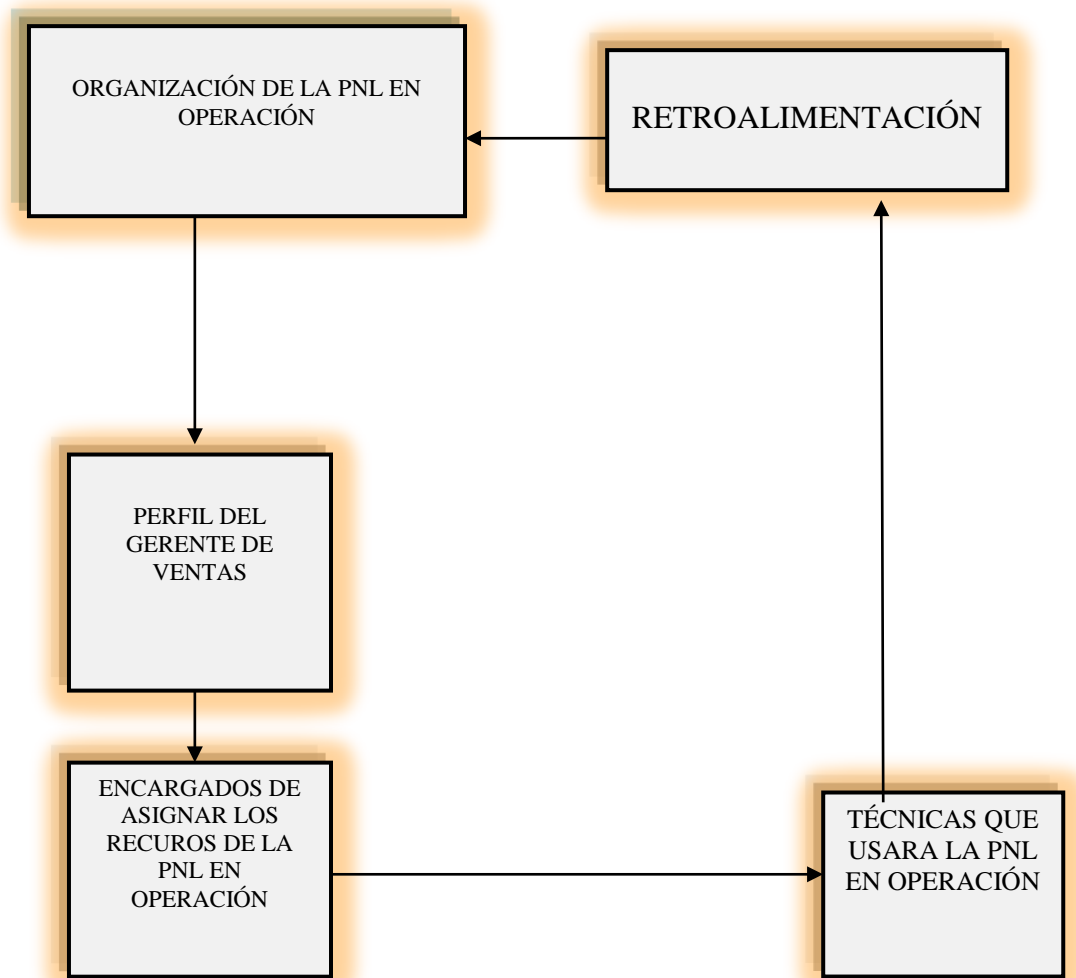 ORGANIZACIÓN DE LA PNL EN
OPERACIÓN
RETROALIMENTACIÓN
PERFIL DEL
GERENTE DE
VENTAS
ENCARGADOS DE
ASIGNAR LOS
RECUROS DE LA
PNL EN
OPERACIÓN
TÉCNICAS QUE
USARA LA PNL
EN OPERACIÓN